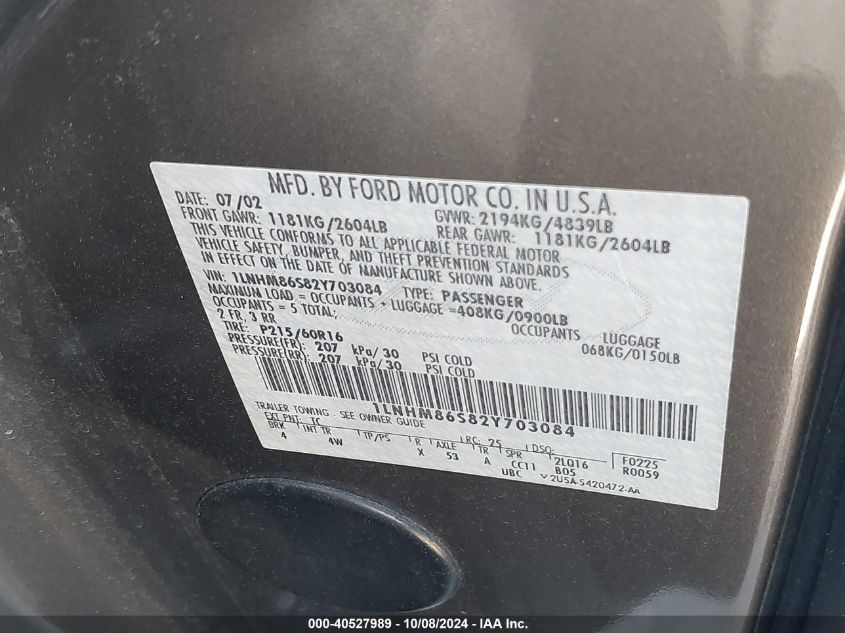 MFD. BY FORD MOTOR CO. IN U.S.A.
DATE: 07/02 GVWR: 2194KG/4839LB
FRONT GAWR: 1181KG/2604LB REAR GAWR: 1181KG/2604LB
THIS VEHICLE CONFORMS TO ALL APPLICABLE FEDERAL MOTOR
VEHICLE SAFETY, BUMPER, AND THEFT PREVENTION STANDARDS
IN EFFECT ON THE DATE OF MANUFACTURE SHOWN ABOVE.
VIN: 1LNHM86S82Y703084 TYPE: PASSENGER
MAXIMUM LOAD = OCCUPANTS + LUGGAGE =408KG/0900LB
OCCUPANTS = 5 TOTAL; OCCUPANTS LUGGAGE
2 FR, 3 RR 068KG/0150LB
TIRE: P215/60R16
PRESSURE(FR): 207 kPa/ 30 PSI COLD
PRESSURE(RR): 207 kPa/ 30 PSI COLD
1LNHM86S82Y703084
TRAILER TOWING: SEE OWNER GUIDE
EXT PNT: TC RC: 25 DSO: F0225
BRK INT TR TP/PS R AXLE TR SPR 2LQ16 R0059
4 4W X 53 A CC11 B05
UBC V 2U5A-5420472-AA
000-40527989 - 10/08/2024 - IAA Inc.